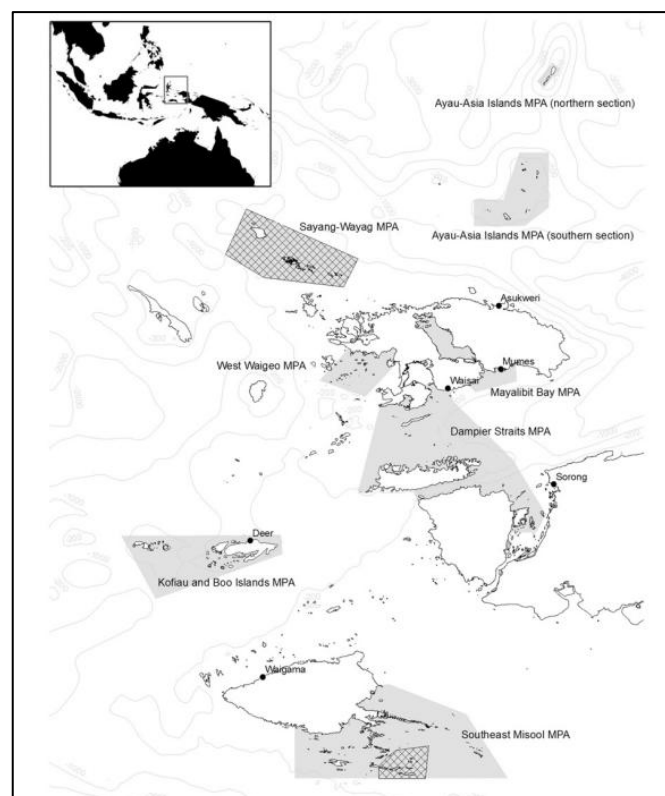 Ayau-Asia Islands MPA (northern section)
Sayang-Wayag MPA
Ayau-Asia Islands MPA (southern section)
Asukweri
West Waigeo MPA
Mumes
Waisai
Mayalibit Bay MPA
Dampier Straits MPA
Sorong
Deer
Kofiau and Boo Islands MPA
Waigama
Southeast Misool MPA